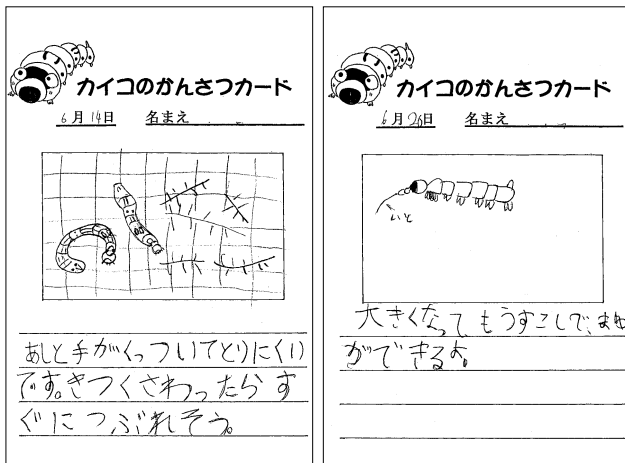 カイコのかんさつカード
6月14日 名まえ
あしと手がくっついてとりにくい
です。きつくさわったらす
ぐにつぶれそう。
カイコのかんさつカード
6月26日 名まえ
いと
大きくなってもうすこしで、まゆ
ができるよ。